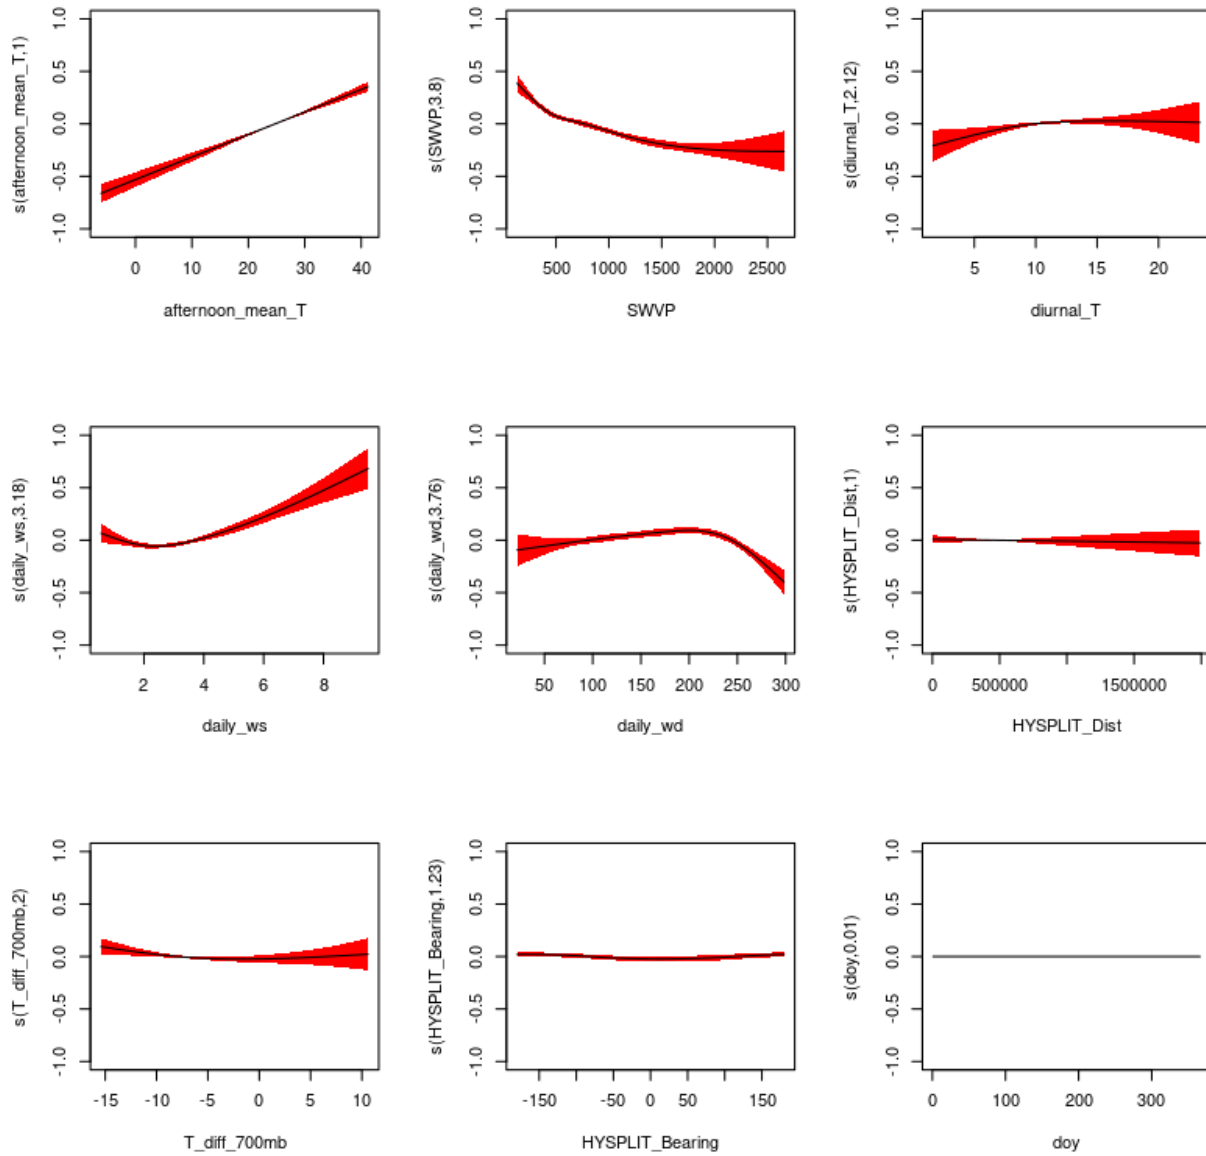 s(afternoon_mean_T,1)
-1.0 -0.5 0.0 0.5 1.0
0 10 20 30 40
afternoon_mean_T
s(SWVP,3.8)
-1.0 -0.5 0.0 0.5 1.0
500 1000 1500 2000 2500
SWVP
s(diurnal_T,2.12)
-1.0 -0.5 0.0 0.5 1.0
5 10 15 20
diurnal_T
s(daily_ws,3.18)
-1.0 -0.5 0.0 0.5 1.0
2 4 6 8
daily_ws
s(daily_wd,3.76)
-1.0 -0.5 0.0 0.5 1.0
50 100 150 200 250 300
daily_wd
s(HYSPLIT_Dist,1)
-1.0 -0.5 0.0 0.5 1.0
0 500000 1500000
HYSPLIT_Dist
s(T_diff_700mb,2)
-1.0 -0.5 0.0 0.5 1.0
-15 -10 -5 0 5 10
T_diff_700mb
s(HYSPLIT_Bearing,1.23)
-1.0 -0.5 0.0 0.5 1.0
-150 0 50 150
HYSPLIT_Bearing
s(doy,0.01)
-1.0 -0.5 0.0 0.5 1.0
0 100 200 300
doy